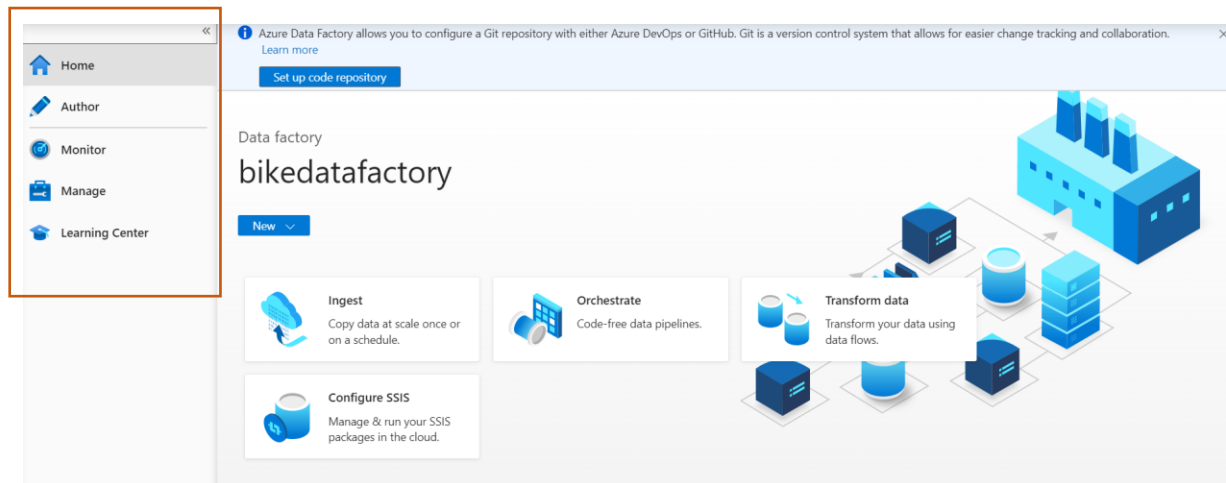 «
Home
Author
Monitor
Manage
Learning Center
Azure Data Factory allows you to configure a Git repository with either Azure DevOps or GitHub. Git is a version control system that allows for easier change tracking and collaboration.
Learn more
Set up code repository
Data factory
bikedatafactory
New
Ingest
Copy data at scale once or
on a schedule.
Orchestrate
Code-free data pipelines.
Transform data
Transform your data using
data flows.
Configure SSIS
Manage & run your SSIS
packages in the cloud.